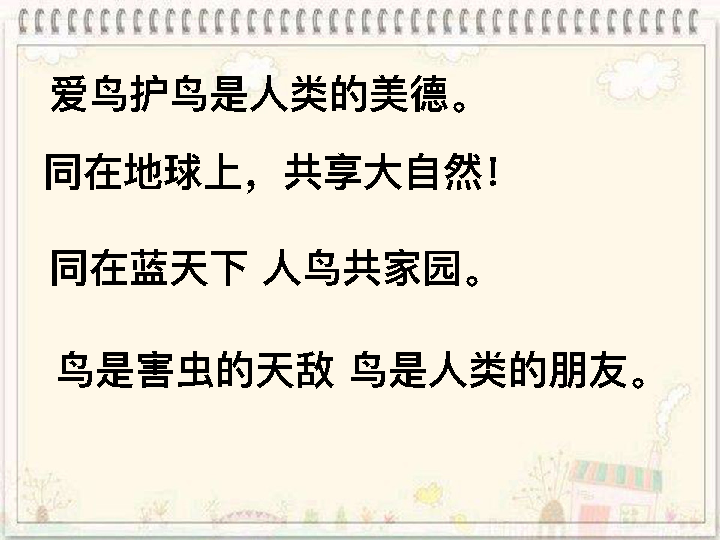 爱鸟护鸟是人类的美德。
同在地球上，共享大自然！
同在蓝天下 人鸟共家园。
鸟是害虫的天敌 鸟是人类的朋友。